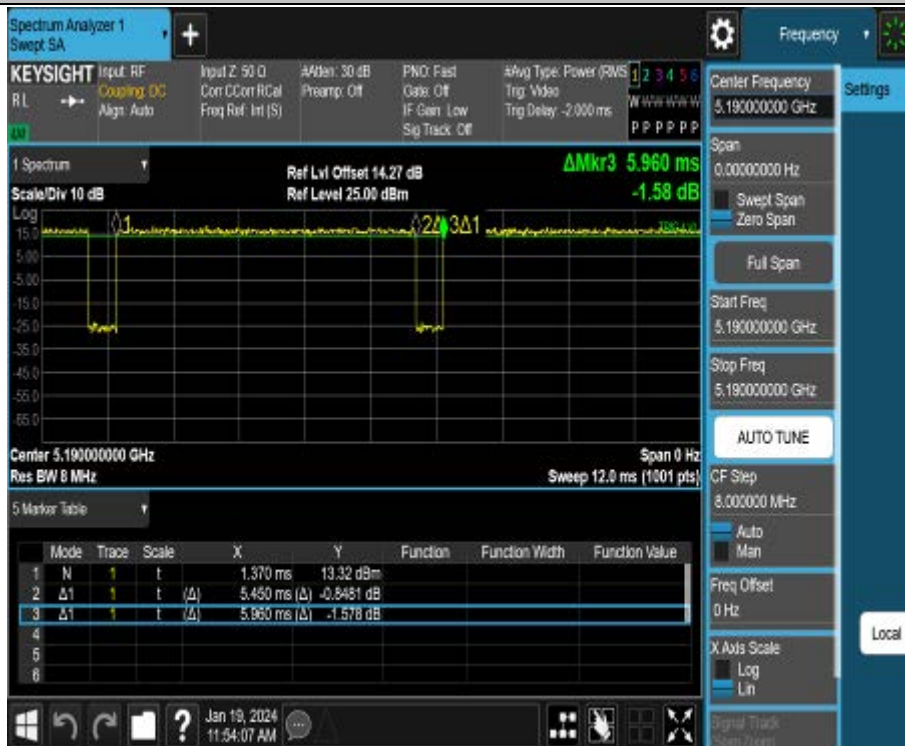 Spectrum Analyzer 1
Swept SA
+
Frequency
KEYSIGHT
RL
Input: RF
Coupling: DC
Align: Auto
Input Z: 50 Ω
Corr CCorr RCal
Freq Ref: Int (S)
#Atten: 30 dB
Preamp: Off
PNO: Fast
Gate: Off
IF Gain: Low
Sig Track: Off
#Avg Type: Power (RMS
Trig: Video
Trig Delay: -2.000 ms
1 2 3 4 5 6
W W W W W W
P P P P P P
1 Spectrum
Scale/Div 10 dB
Ref Lvl Offset 14.27 dB
Ref Level 25.00 dBm
ΔMkr3 5.960 ms
-1.58 dB
Log
15.0
5.00
-5.00
-15.0
-25.0
-35.0
-45.0
-55.0
-65.0
1
2Δ 3Δ1
Center 5.190000000 GHz
Span 0 Hz
Res BW 8 MHz
Sweep 12.0 ms (1001 pts)
5 Marker Table
Mode Trace Scale X Y Function Function Width Function Value
1 N 1 t 1.370 ms 13.32 dBm
2 Δ1 1 t (Δ) 5.450 ms (Δ) -0.8481 dB
3 Δ1 1 t (Δ) 5.960 ms (Δ) -1.578 dB
4
5
6
?
Jan 19, 2024
11:54:07 AM
Center Frequency
5.190000000 GHz
Settings
Span
0.00000000 Hz
Swept Span
Zero Span
Full Span
Start Freq
5.190000000 GHz
Stop Freq
5.190000000 GHz
AUTO TUNE
CF Step
8.000000 MHz
Auto
Man
Freq Offset
0 Hz
X Axis Scale
Log
Lin
Local
Signal Track
(Span Zoom)